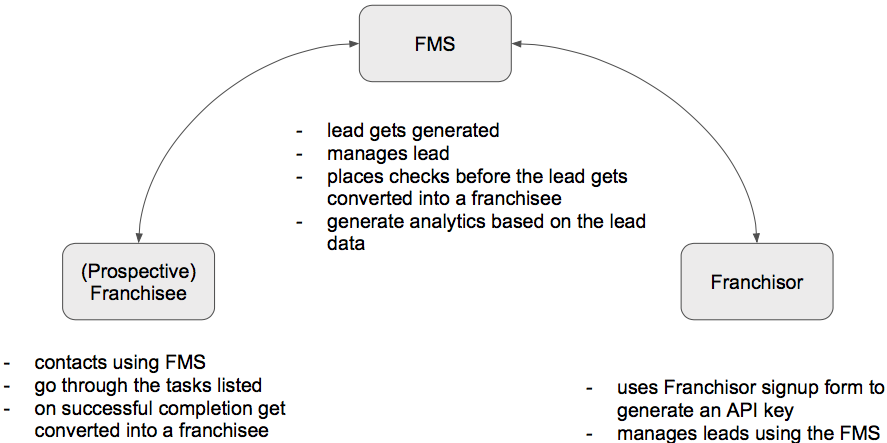 FMS
- lead gets generated
- manages lead
- places checks before the lead gets
converted into a franchisee
- generate analytics based on the lead
data
(Prospective)
Franchisee
Franchisor
- contacts using FMS
- go through the tasks listed
- on successful completion get
converted into a franchisee
- uses Franchisor signup form to
generate an API key
- manages leads using the FMS